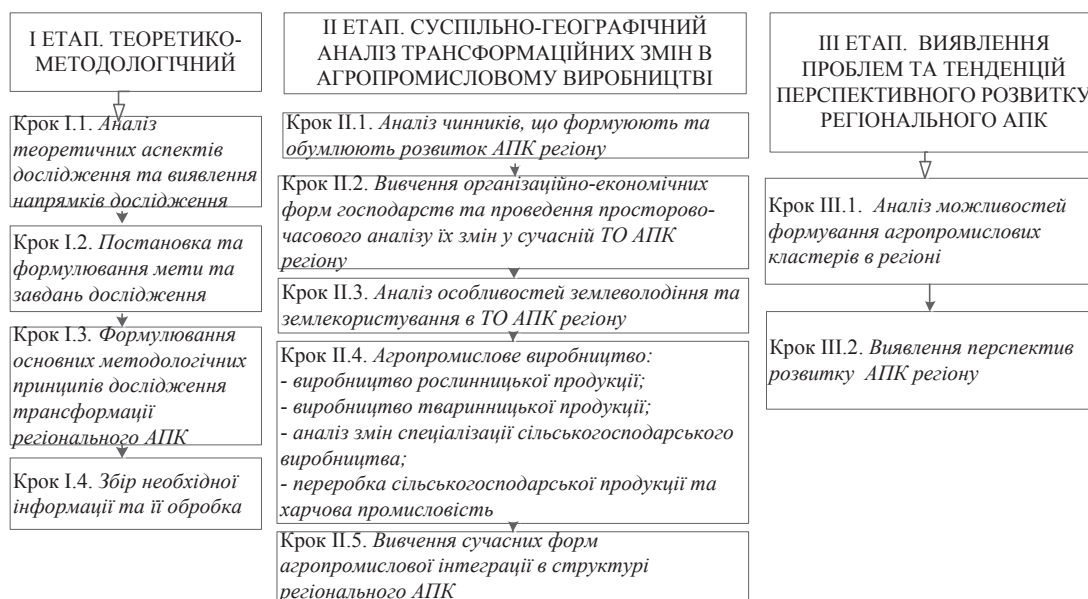 І ЕТАП. ТЕОРЕТИКО-
МЕТОДОЛОГІЧНИЙ
Крок І.1. Аналіз
теоретичних аспектів
дослідження та виявлення
напрямків дослідження
Крок І.2. Постановка та
формулювання мети та
завдань дослідження
Крок І.3. Формулювання
основних методологічних
принципів дослідження
трансформації
регіонального АПК
Крок І.4. Збір необхідної
інформації та її обробка
ІІ ЕТАП. СУСПІЛЬНО-ГЕОГРАФІЧНИЙ
АНАЛІЗ ТРАНСФОРМАЦІЙНИХ ЗМІН В
АГРОПРОМИСЛОВОМУ ВИРОБНИЦТВІ
Крок ІІ.1. Аналіз чинників, що формуюють та
обумлюють розвиток АПК регіону
Крок ІІ.2. Вивчення організаційно-економічних
форм господарств та проведення просторово-
часового аналізу їх змін у сучасній ТО АПК
регіону
Крок ІІ.3. Аналіз особливостей землеволодіння та
землекористування в ТО АПК регіону
Крок ІІ.4. Агропромислове виробництво:
- виробництво рослинницької продукції;
- виробництво тваринницької продукції;
- аналіз змін спеціалізації сільськогосподарського
виробництва;
- переробка сільськогосподарської продукції та
харчова промисловість
Крок ІІ.5. Вивчення сучасних форм
агропромислової інтеграції в структурі
регіонального АПК
ІІІ ЕТАП. ВИЯВЛЕННЯ
ПРОБЛЕМ ТА ТЕНДЕНЦІЙ
ПЕРСПЕКТИВНОГО РОЗВИТКУ
РЕГІОНАЛЬНОГО АПК
Крок ІІІ.1. Аналіз можливостей
формування агропромислових
кластерів в регіоні
Крок ІІІ.2. Виявлення перспектив
розвитку АПК регіону